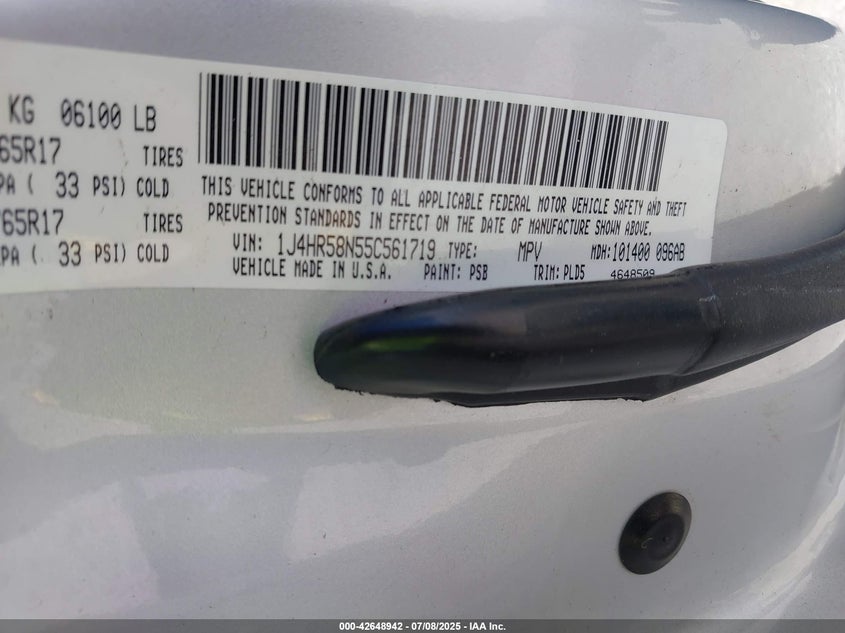 KG 06100 LB
65R17 TIRES
PA ( 33 PSI) COLD
65R17 TIRES
PA ( 33 PSI) COLD
THIS VEHICLE CONFORMS TO ALL APPLICABLE FEDERAL MOTOR VEHICLE SAFETY AND THEFT
PREVENTION STANDARDS IN EFFECT ON THE DATE OF MANUFACTURE SHOWN ABOVE.
VIN: 1J4HR58N55C561719 TYPE: MPV MDH:101400 096AB
VEHICLE MADE IN U.S.A. PAINT: PSB TRIM: PLD5 4648509
000-42648942 - 07/08/2025 - IAA Inc.